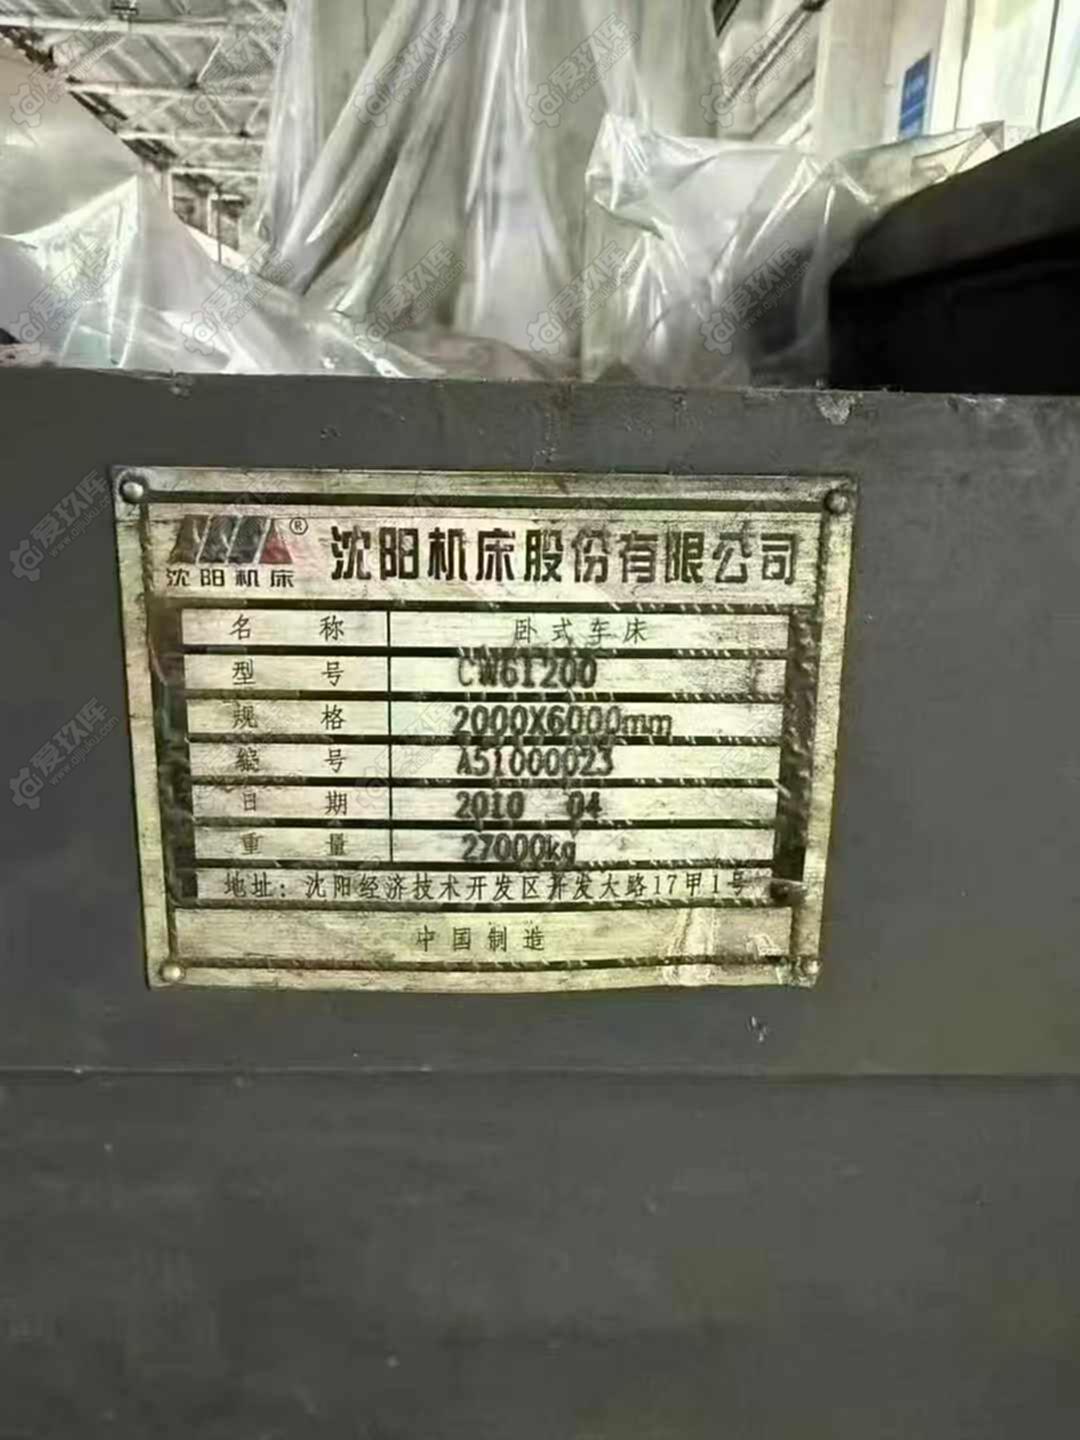 沈阳机床® 沈阳机床股份有限公司
名称 卧式车床
型号 CW61200
规格 2000X6000mm
编号 A51000023
日期 2010 04
重量 27000kg
地址：沈阳经济技术开发区开发大路17甲1号
中国制造
爱玖库